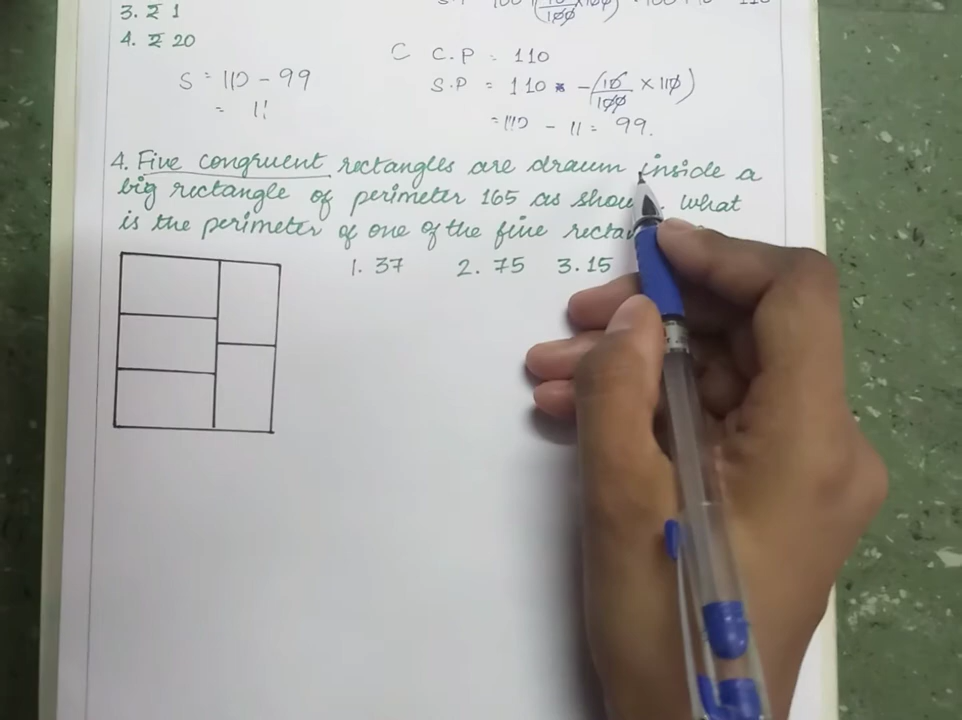 3. ₹ 1
4. ₹ 20
S = 110 - 99
= 11
C C.P = 110
S.P = 110 - (10/100 × 110)
= 110 - 11 = 99.
4. Five congruent rectangles are drawn inside a
big rectangle of perimeter 165 as What
is the perimeter of one of the five
1. 37 2. 75 3. 15